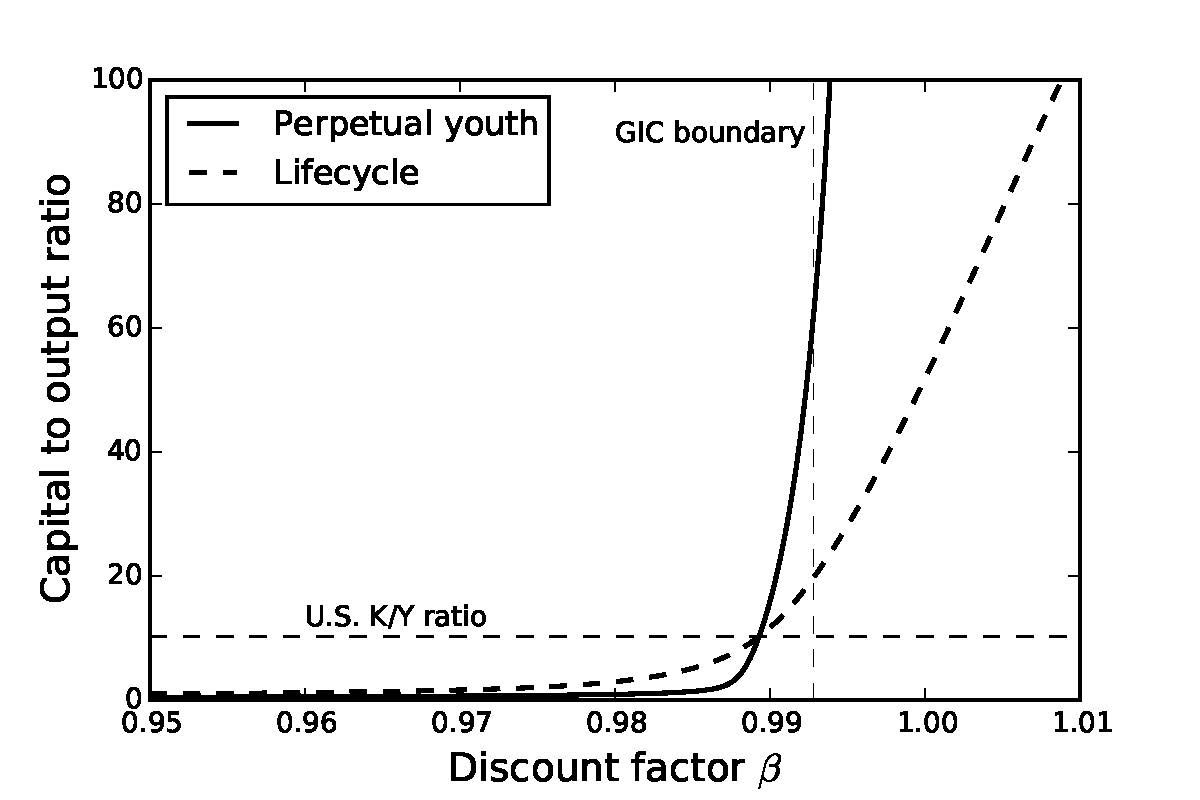 100
Perpetual youth
GIC boundary
Lifecycle
80
60
40
20
U.S. K/Y ratio
0
Capital to output ratio
0.95 0.96 0.97 0.98 0.99 1.00 1.01
Discount factor β